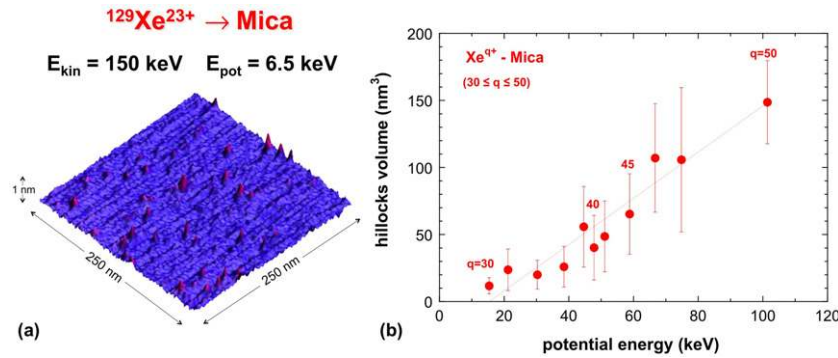 ¹²⁹Xe²³⁺ → Mica
E_kin = 150 keV E_pot = 6.5 keV
1 nm
250 nm
250 nm
(a)
200
150
100
50
0
hillocks volume (nm³)
Xe^q+ - Mica
(30 ≤ q ≤ 50)
q=30
40
45
q=50
0 20 40 60 80 100 120
potential energy (keV)
(b)